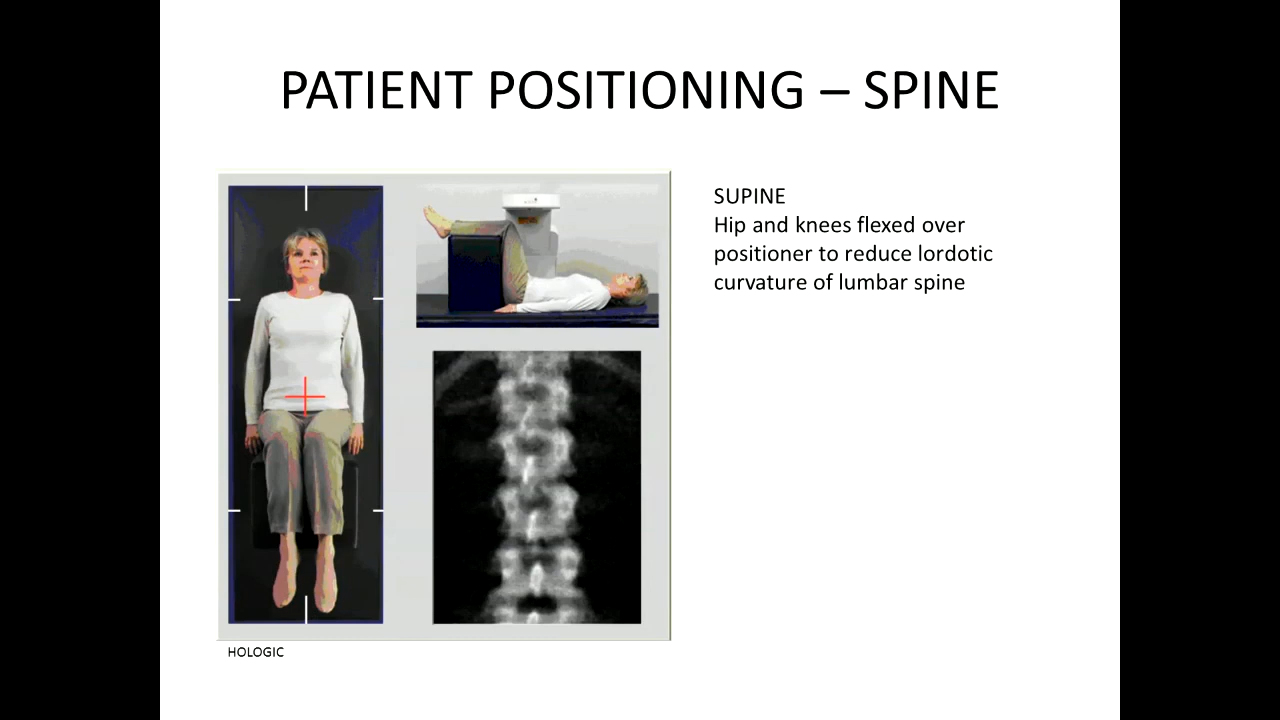 PATIENT POSITIONING – SPINE
SUPINE
Hip and knees flexed over
positioner to reduce lordotic
curvature of lumbar spine
HOLOGIC